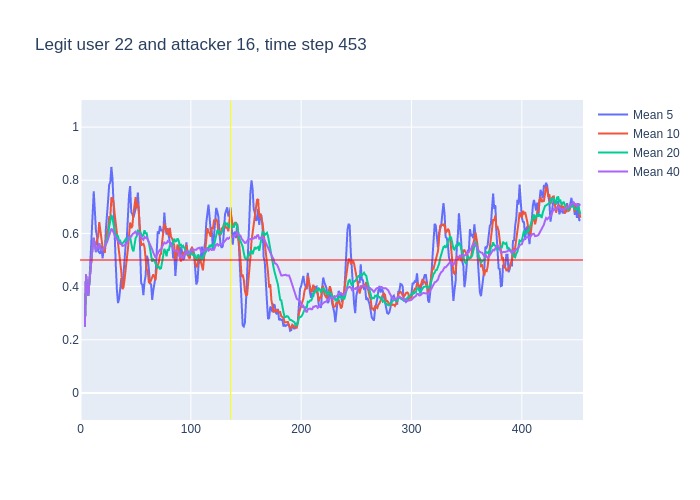 Legit user 22 and attacker 16, time step 453
Mean 5
Mean 10
Mean 20
Mean 40
1
0.8
0.6
0.4
0.2
0
0 100 200 300 400